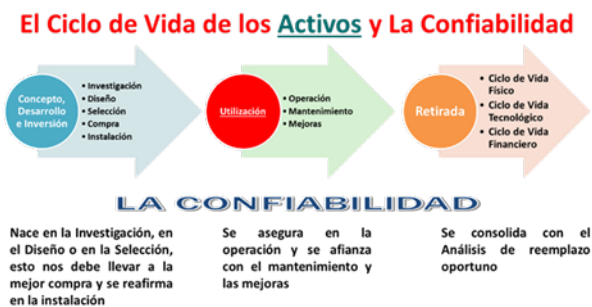 El Ciclo de Vida de los Activos y La Confiabilidad
Concepto,
Desarrollo
e Inversión
• Investigación
• Diseño
• Selección
• Compra
• Instalación
Utilización
• Operación
• Mantenimiento
• Mejoras
Retirada
• Ciclo de Vida
Físico
• Ciclo de Vida
Tecnológico
• Ciclo de Vida
Financiero
LA CONFIABILIDAD
Nace en la Investigación, en
el Diseño o en la Selección,
esto nos debe llevar a la
mejor compra y se reafirma
en la instalación
Se asegura en la
operación y se afianza
con el mantenimiento y
las mejoras
Se consolida con el
Análisis de reemplazo
oportuno